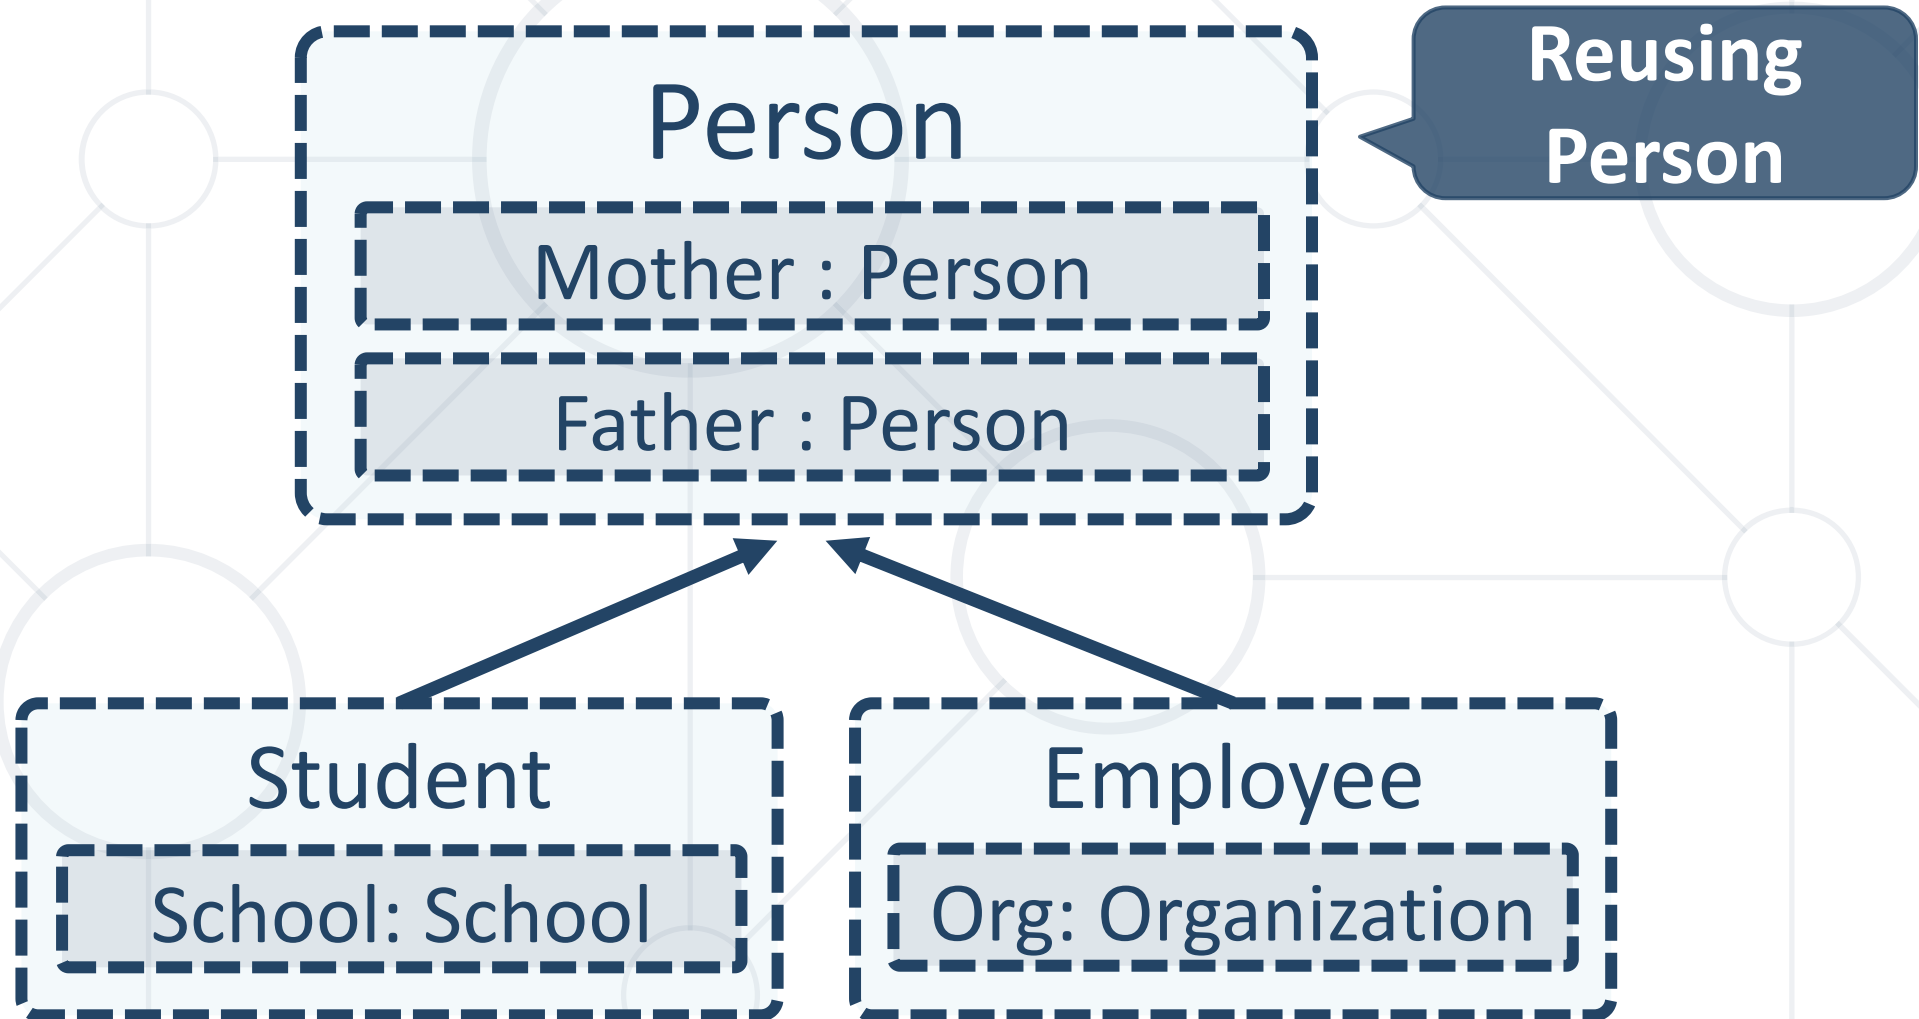 Person
Reusing
Person
Mother : Person
Father : Person
Student
School: School
Employee
Org: Organization